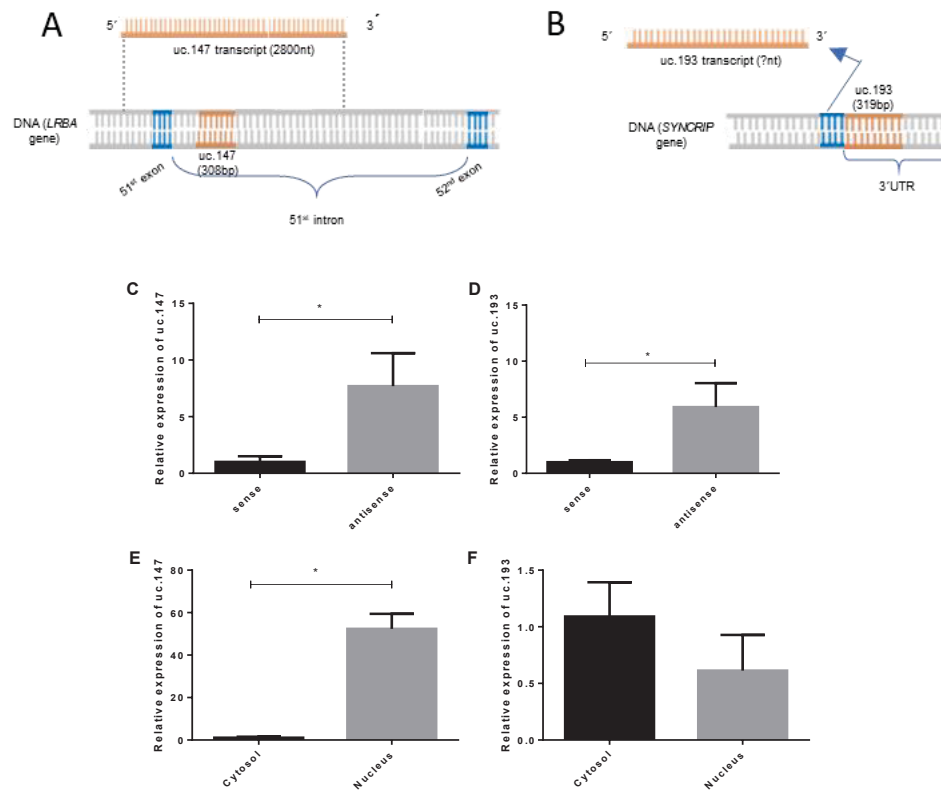 A
5´
3´
uc.147 transcript (2800nt)
DNA (LRBA
gene)
uc.147
(308bp)
51st exon
52nd exon
51st intron
B
5´
3´
uc.193 transcript (?nt)
uc.193
(319bp)
DNA (SYNCRIP
gene)
3´UTR
C
Relative expression of uc.147
15
10
5
0
*
sense
antisense
D
Relative expression of uc.193
15
10
5
0
*
sense
antisense
E
Relative expression of uc.147
80
60
40
20
0
*
Cytosol
Nucleus
F
Relative expression of uc.193
1.5
1.0
0.5
0.0
Cytosol
Nucleus